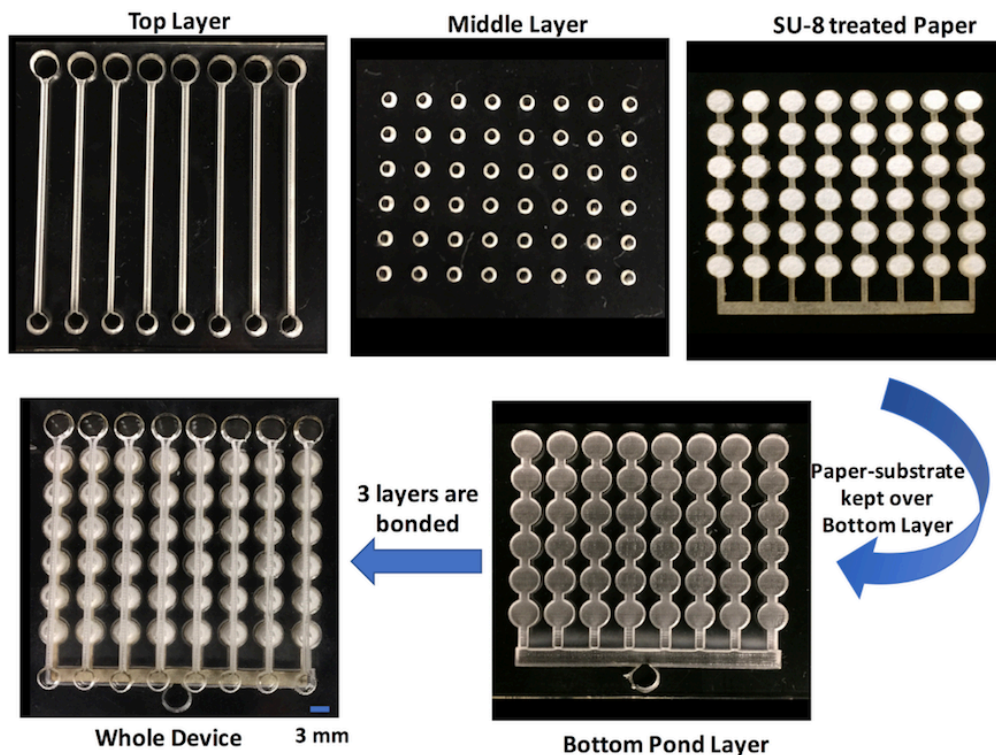 Top Layer
Middle Layer
SU-8 treated Paper
Paper-substrate
kept over
Bottom Layer
3 layers are
bonded
Whole Device
3 mm
Bottom Pond Layer